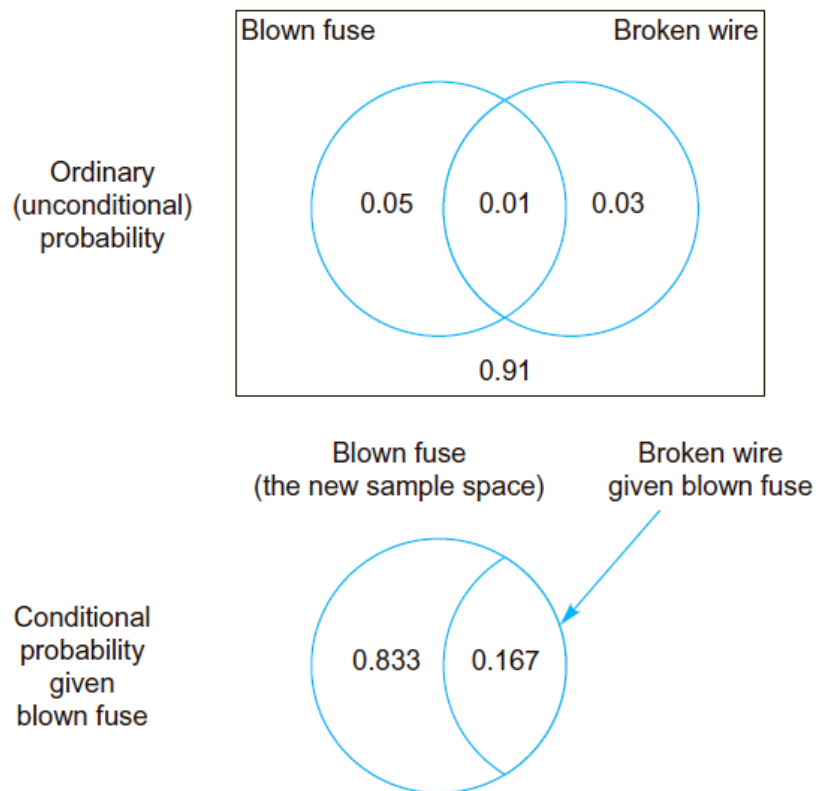 Blown fuse
Broken wire
Ordinary
(unconditional)
probability
0.05
0.01
0.03
0.91
Blown fuse
(the new sample space)
Broken wire
given blown fuse
Conditional
probability
given
blown fuse
0.833
0.167